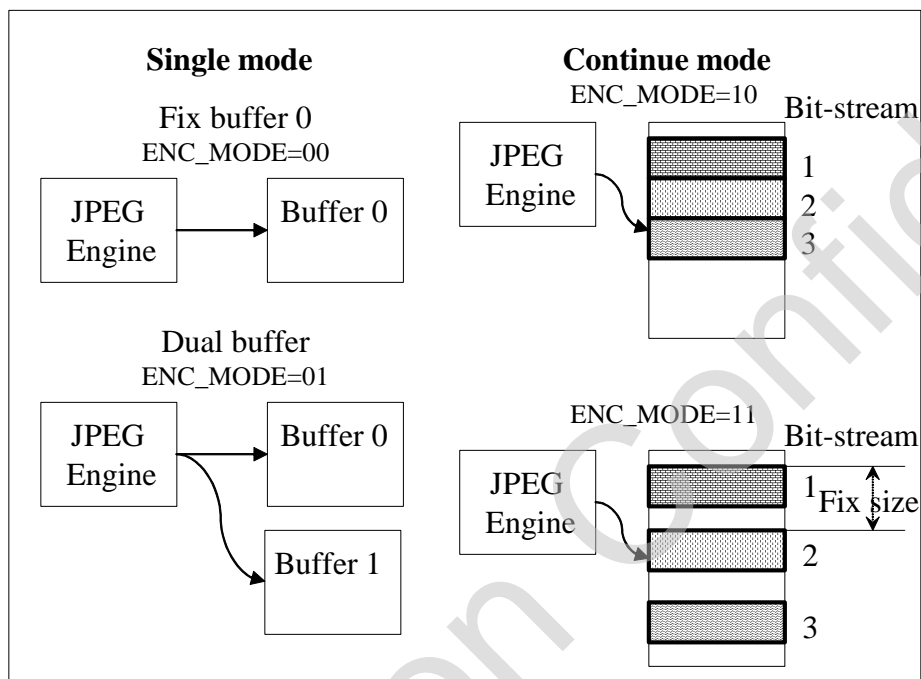 Single mode
Fix buffer 0
ENC_MODE=00
JPEG
Engine
Buffer 0
Dual buffer
ENC_MODE=01
JPEG
Engine
Buffer 0
Buffer 1
Continue mode
ENC_MODE=10
Bit-stream
JPEG
Engine
1
2
3
ENC_MODE=11
Bit-stream
JPEG
Engine
1
Fix size
2
3
on Confid